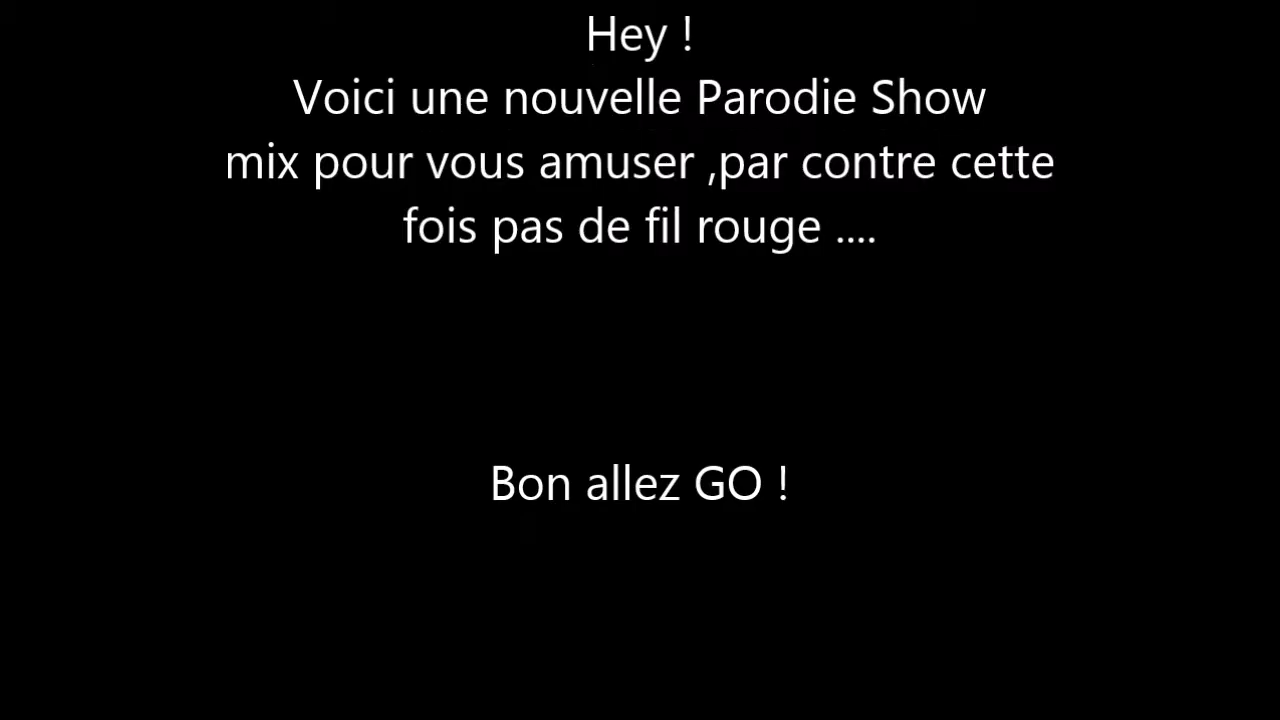 Hey !
Voici une nouvelle Parodie Show
mix pour vous amuser ,par contre cette
fois pas de fil rouge ....
Bon allez GO !